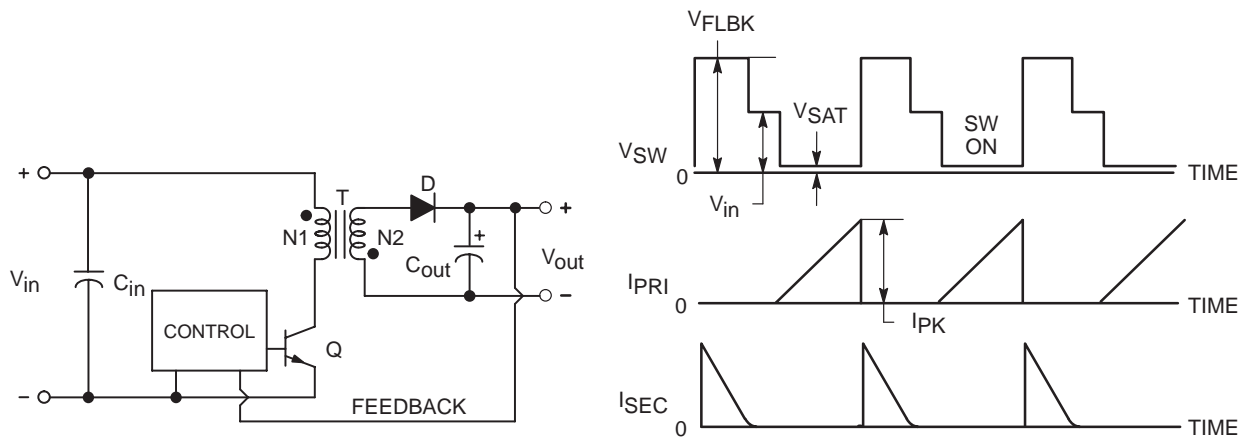 +
Vin
Cin
−
N1
T
N2
D
+
Cout
+
Vout
−
CONTROL
Q
FEEDBACK
VFLBK
VSAT
SW
ON
VSW
0
Vin
TIME
IPRI
0
IPK
TIME
ISEC
0
TIME